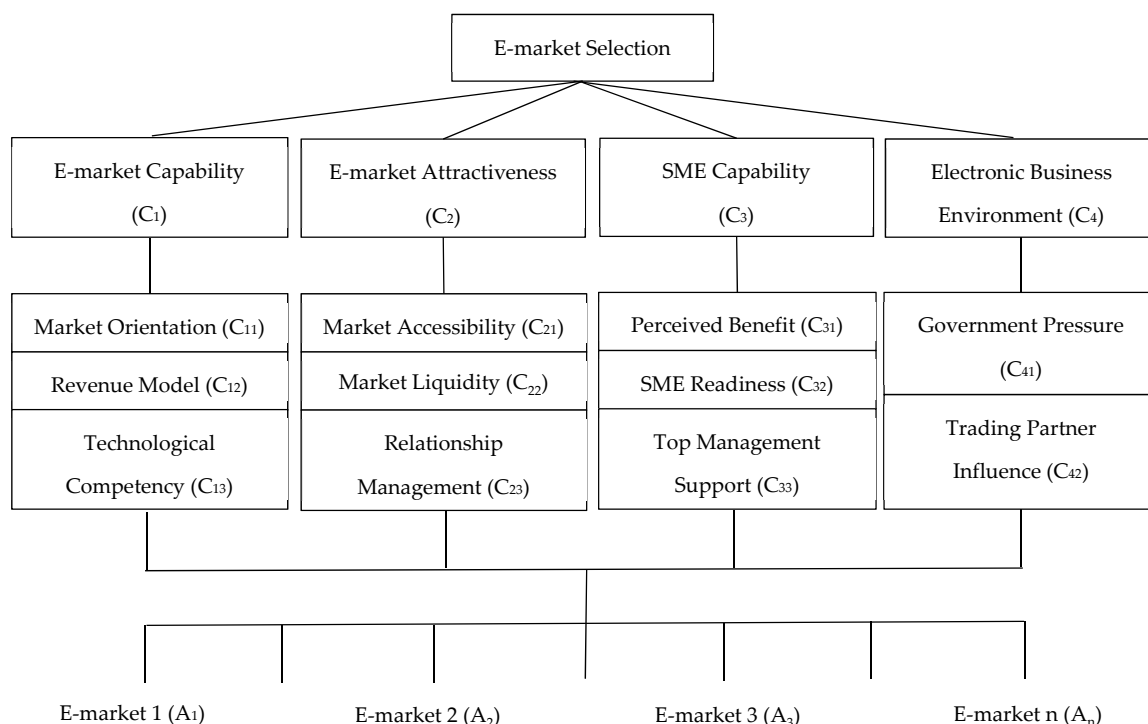 E-market Selection
E-market Capability
(C₁)
E-market Attractiveness
(C₂)
SME Capability
(C₃)
Electronic Business
Environment (C₄)
Market Orientation (C₁₁)
Revenue Model (C₁₂)
Technological
Competency (C₁₃)
Market Accessibility (C₂₁)
Market Liquidity (C₂₂)
Relationship
Management (C₂₃)
Perceived Benefit (C₃₁)
SME Readiness (C₃₂)
Top Management
Support (C₃₃)
Government Pressure
(C₄₁)
Trading Partner
Influence (C₄₂)
E-market 1 (A₁)
E-market 2 (A₂)
E-market 3 (A₃)
E-market n (Aₙ)